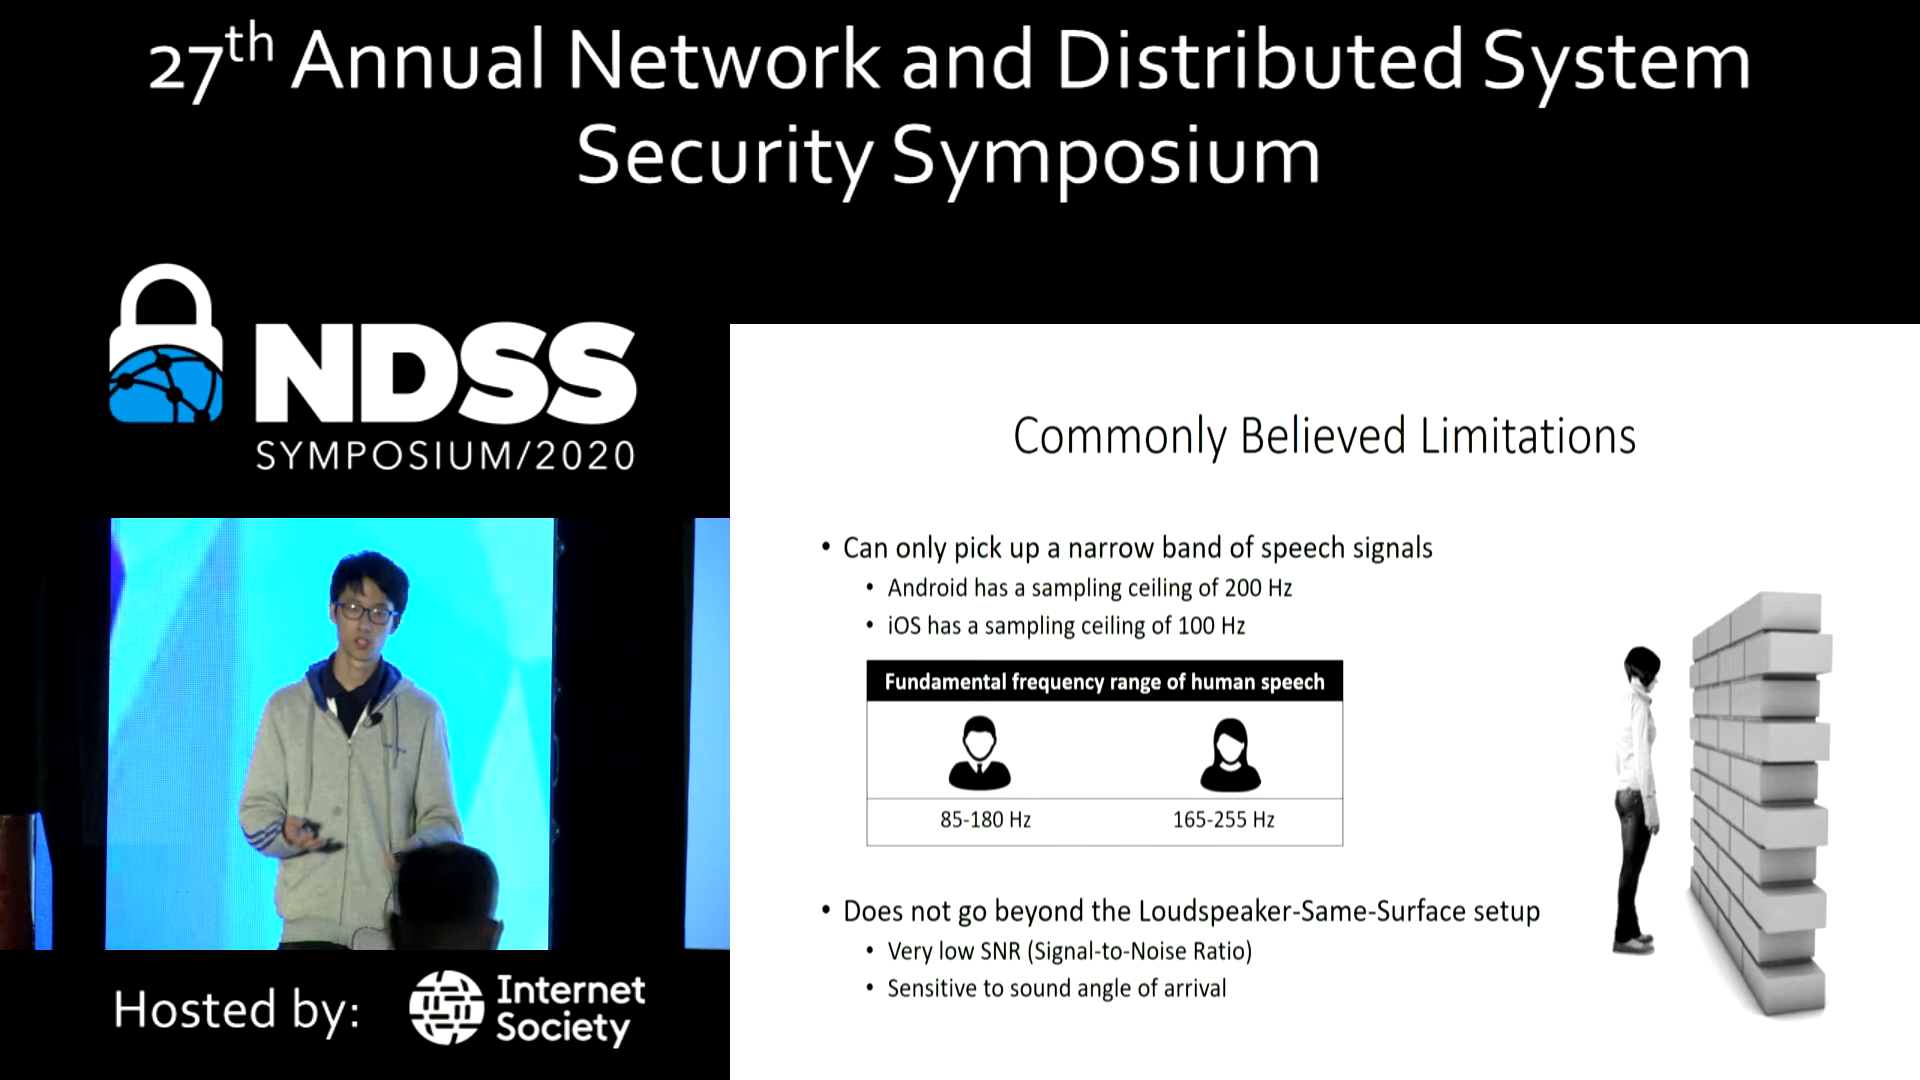 27th Annual Network and Distributed System
Security Symposium
NDSS
SYMPOSIUM/2020
Commonly Believed Limitations
• Can only pick up a narrow band of speech signals
• Android has a sampling ceiling of 200 Hz
• iOS has a sampling ceiling of 100 Hz
Fundamental frequency range of human speech
85-180 Hz 165-255 Hz
• Does not go beyond the Loudspeaker-Same-Surface setup
• Very low SNR (Signal-to-Noise Ratio)
• Sensitive to sound angle of arrival
Hosted by:
Internet
Society